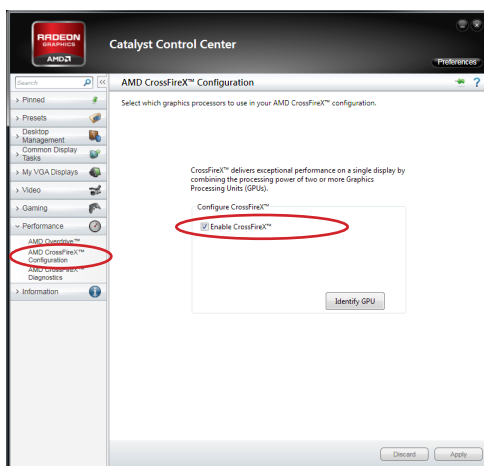 RADEON
GRAPHICS
AMD
Catalyst Control Center
Preferences
Search
<<
AMD CrossFireX™ Configuration
?
Select which graphics processors to use in your AMD CrossFireX™ configuration.
> Pinned
> Presets
> Desktop
Management
> Common Display
Tasks
> My VGA Displays
> Video
> Gaming
Performance
AMD Overdrive™
AMD CrossFireX™
Configuration
AMD CrossFireX™
Diagnostics
> Information
CrossFireX™ delivers exceptional performance on a single display by
combining the processing power of two or more Graphics
Processing Units (GPUs).
Configure CrossFireX™
Enable CrossFireX™
Identify GPU
Discard
Apply